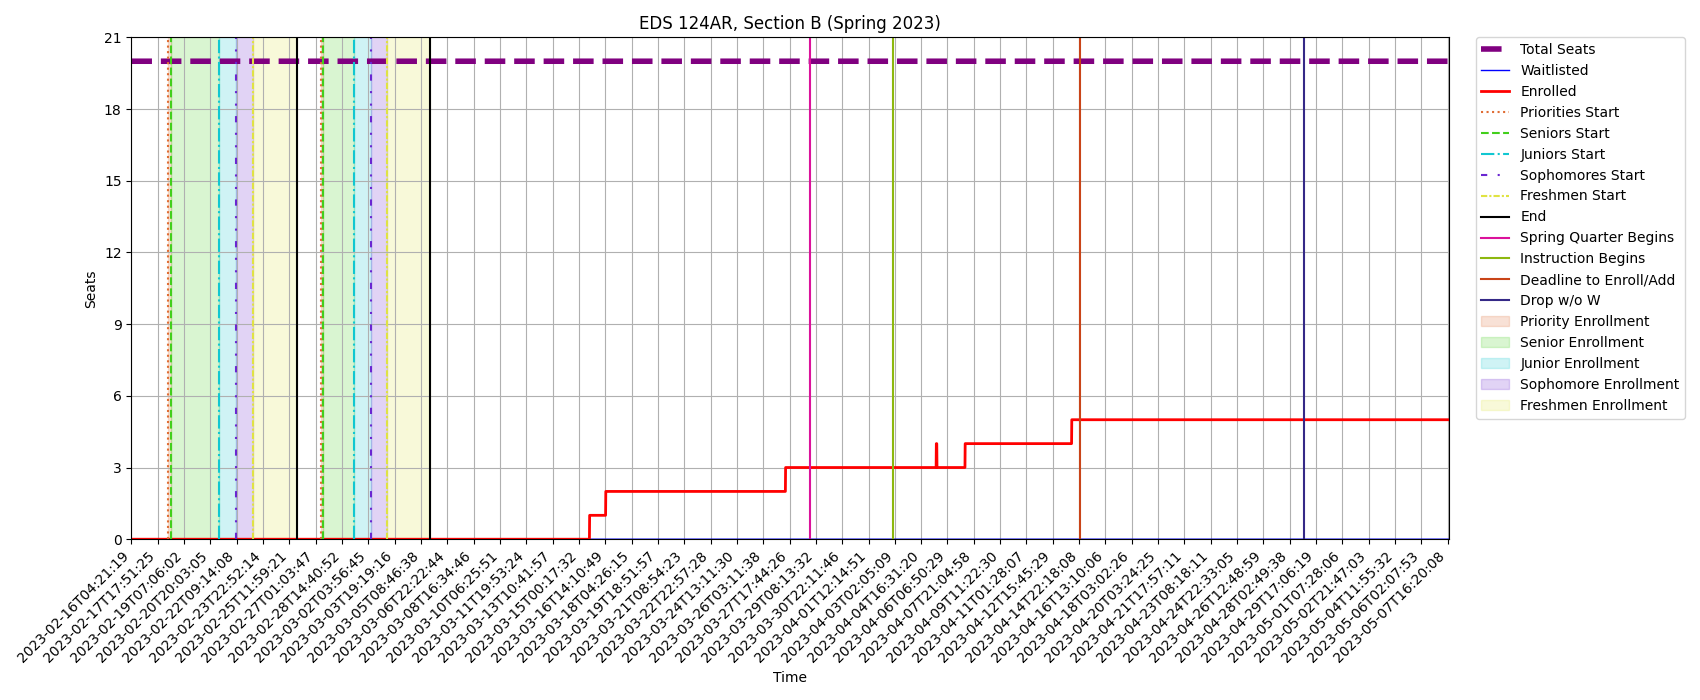 EDS 124AR, Section B (Spring 2023)
Seats
21
18
15
12
9
6
3
0
2023-02-16T04:21:19
2023-02-17T17:51:25
2023-02-19T07:06:02
2023-02-20T20:03:05
2023-02-22T09:14:08
2023-02-23T22:52:14
2023-02-25T11:59:21
2023-02-27T01:03:47
2023-02-28T14:40:52
2023-03-02T03:56:45
2023-03-03T19:19:16
2023-03-05T08:46:38
2023-03-06T22:22:44
2023-03-08T16:34:46
2023-03-10T06:25:51
2023-03-11T19:53:24
2023-03-13T10:41:57
2023-03-15T00:17:32
2023-03-16T14:10:49
2023-03-18T04:26:15
2023-03-19T18:51:57
2023-03-21T08:54:23
2023-03-22T22:57:28
2023-03-24T13:11:30
2023-03-26T03:11:38
2023-03-27T17:44:26
2023-03-29T08:13:32
2023-03-30T22:11:46
2023-04-01T12:14:51
2023-04-03T02:05:09
2023-04-04T16:31:20
2023-04-06T06:50:29
2023-04-07T21:04:58
2023-04-09T11:22:30
2023-04-11T01:28:07
2023-04-12T15:45:29
2023-04-14T22:18:08
2023-04-16T13:10:06
2023-04-18T03:02:26
2023-04-20T03:24:25
2023-04-21T17:57:11
2023-04-23T08:18:11
2023-04-24T22:33:05
2023-04-26T12:48:59
2023-04-28T02:49:38
2023-04-29T17:06:19
2023-05-01T07:28:06
2023-05-02T21:47:03
2023-05-04T11:55:32
2023-05-06T02:07:53
2023-05-07T16:20:08
Time
Total Seats
Waitlisted
Enrolled
Priorities Start
Seniors Start
Juniors Start
Sophomores Start
Freshmen Start
End
Spring Quarter Begins
Instruction Begins
Deadline to Enroll/Add
Drop w/o W
Priority Enrollment
Senior Enrollment
Junior Enrollment
Sophomore Enrollment
Freshmen Enrollment